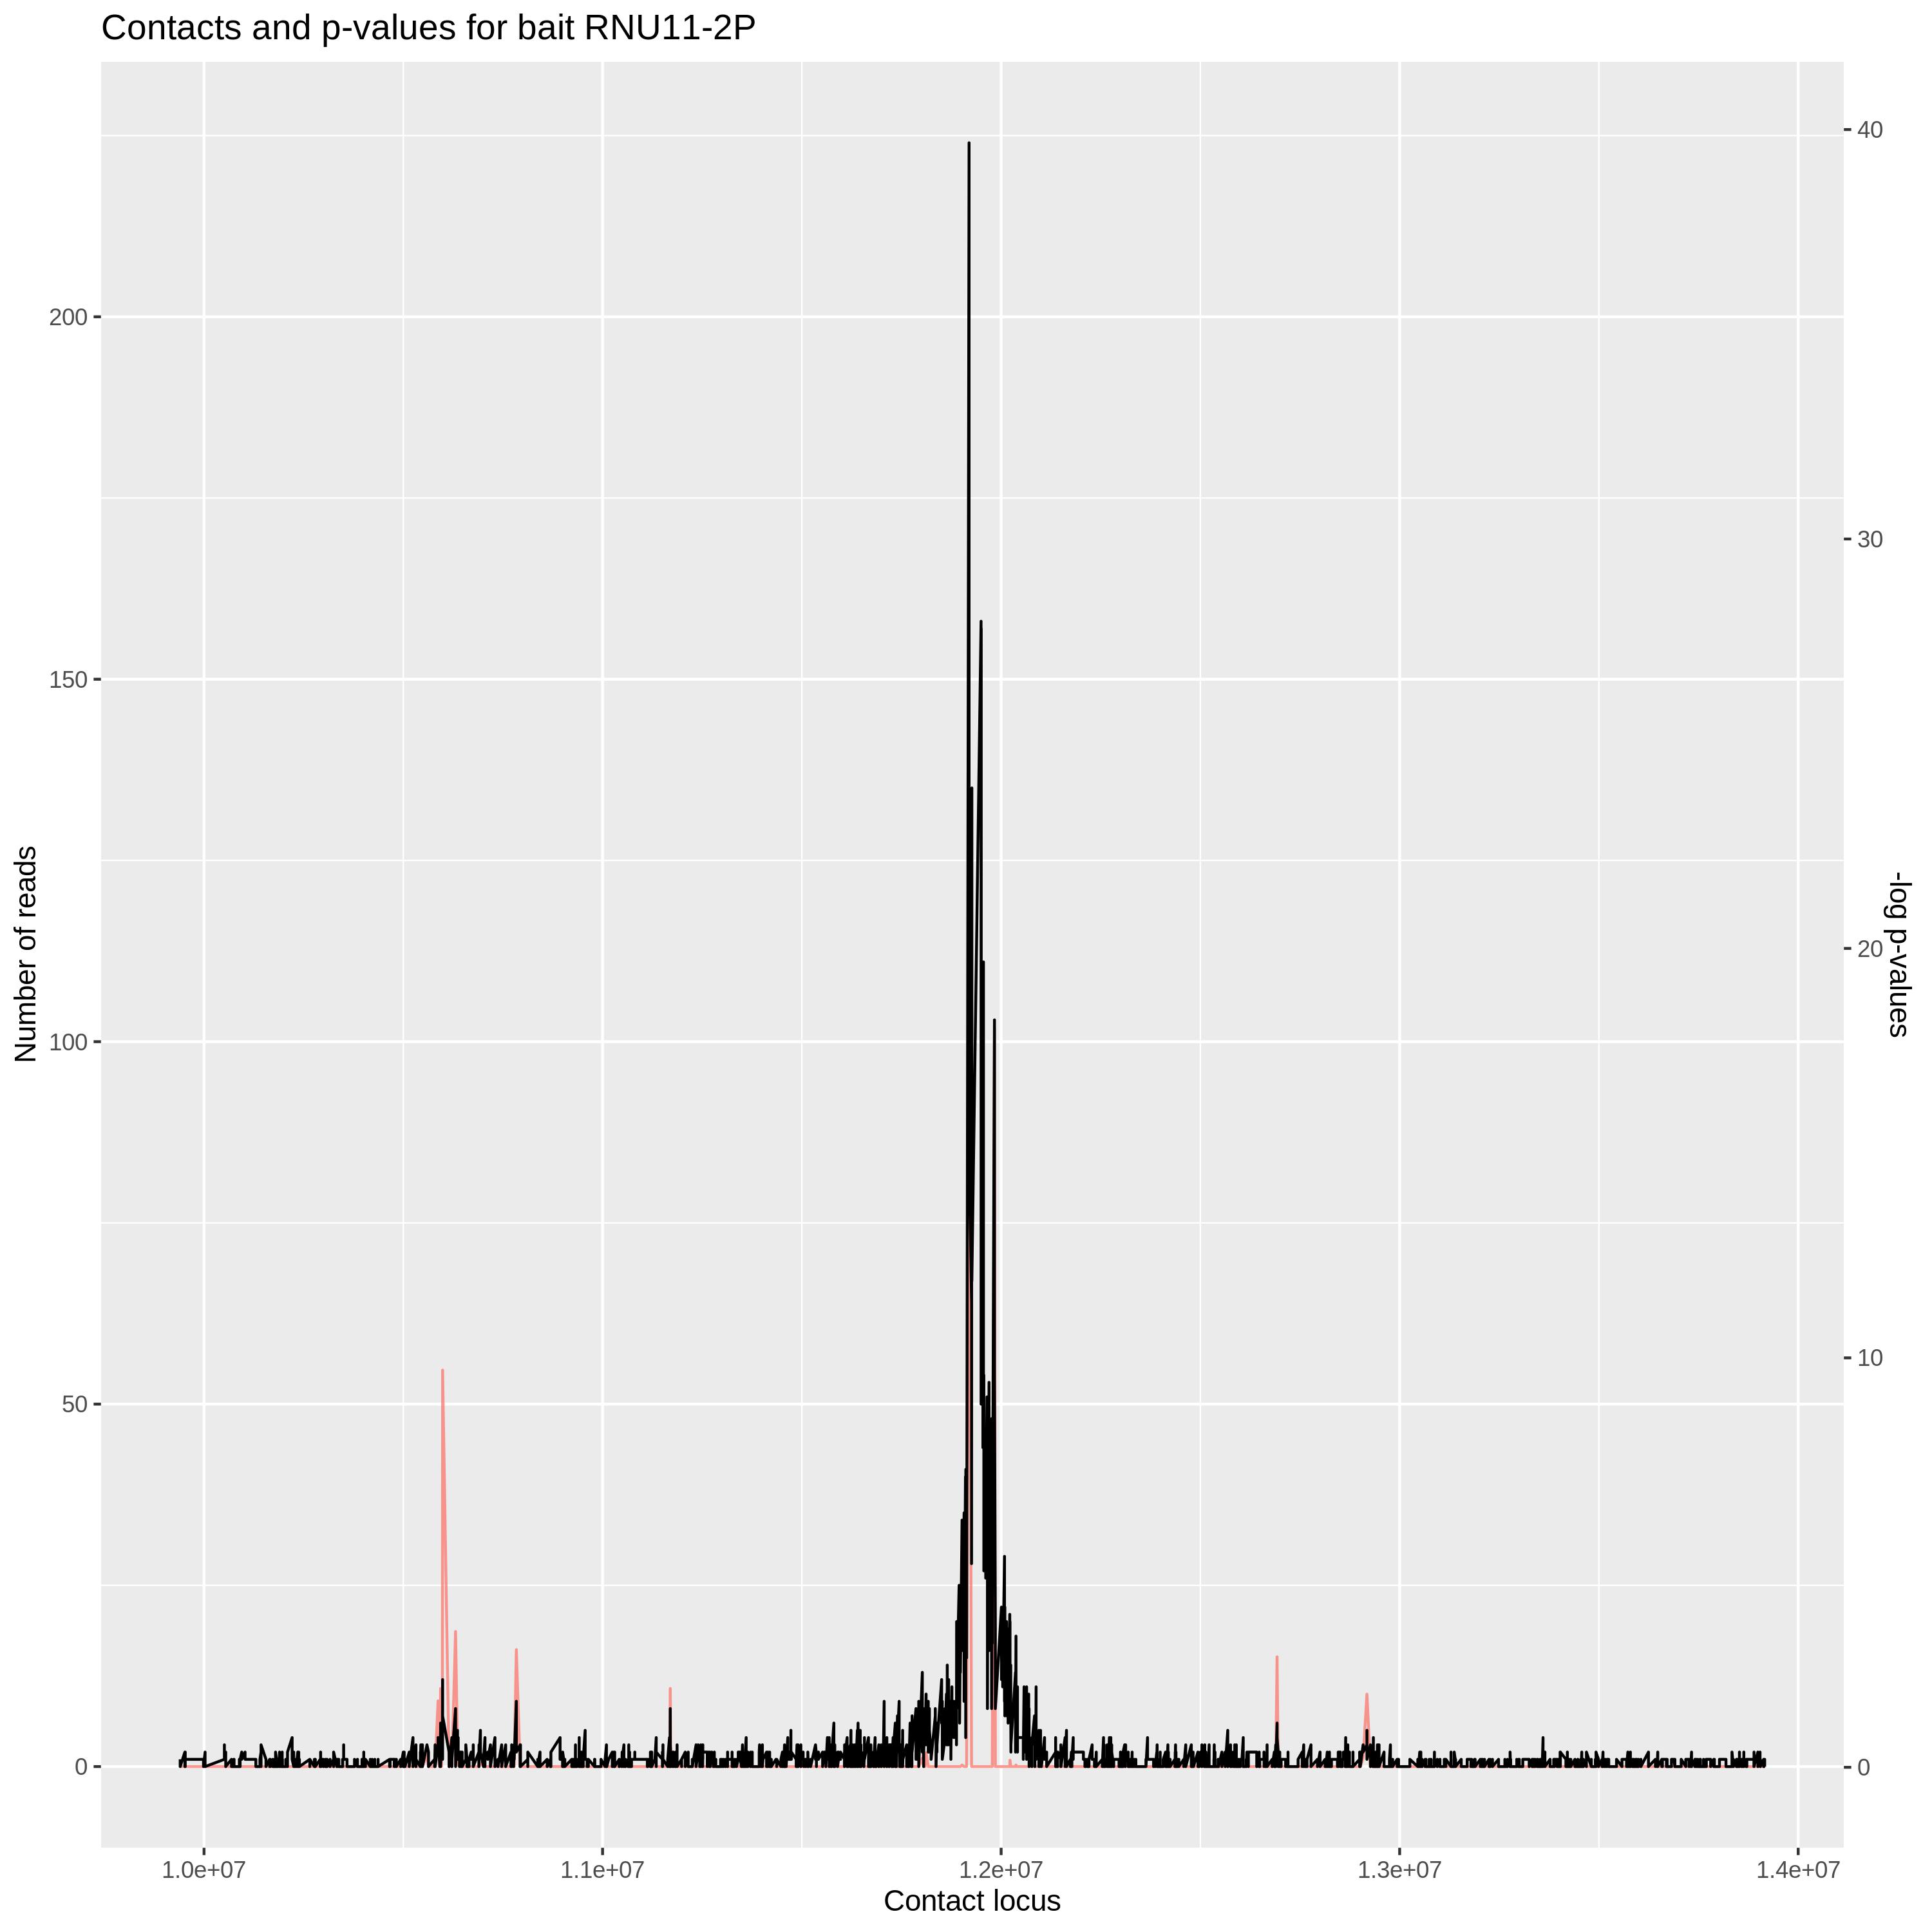 Contacts and p-values for bait RNU11-2P
Number of reads
200
150
100
50
0
40
30
20
10
0
-log p-values
1.0e+07
1.1e+07
1.2e+07
1.3e+07
1.4e+07
Contact locus